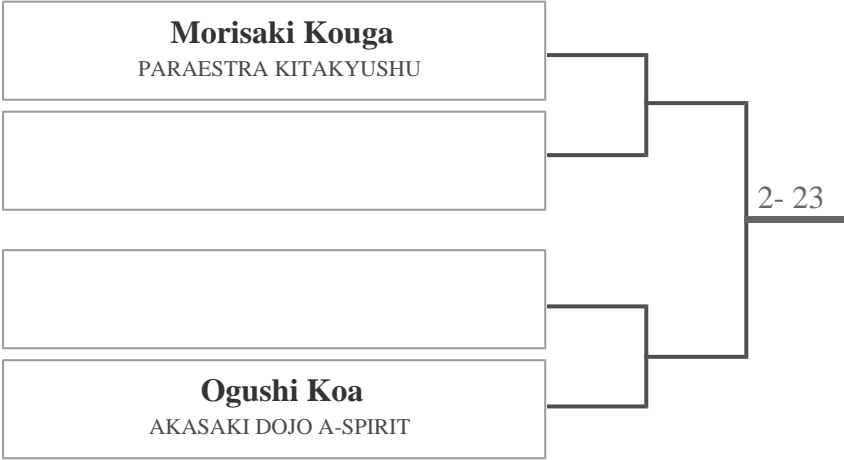 Morisaki Kouga
PARAESTRA KITAKYUSHU
2- 23
Ogushi Koa
AKASAKI DOJO A-SPIRIT